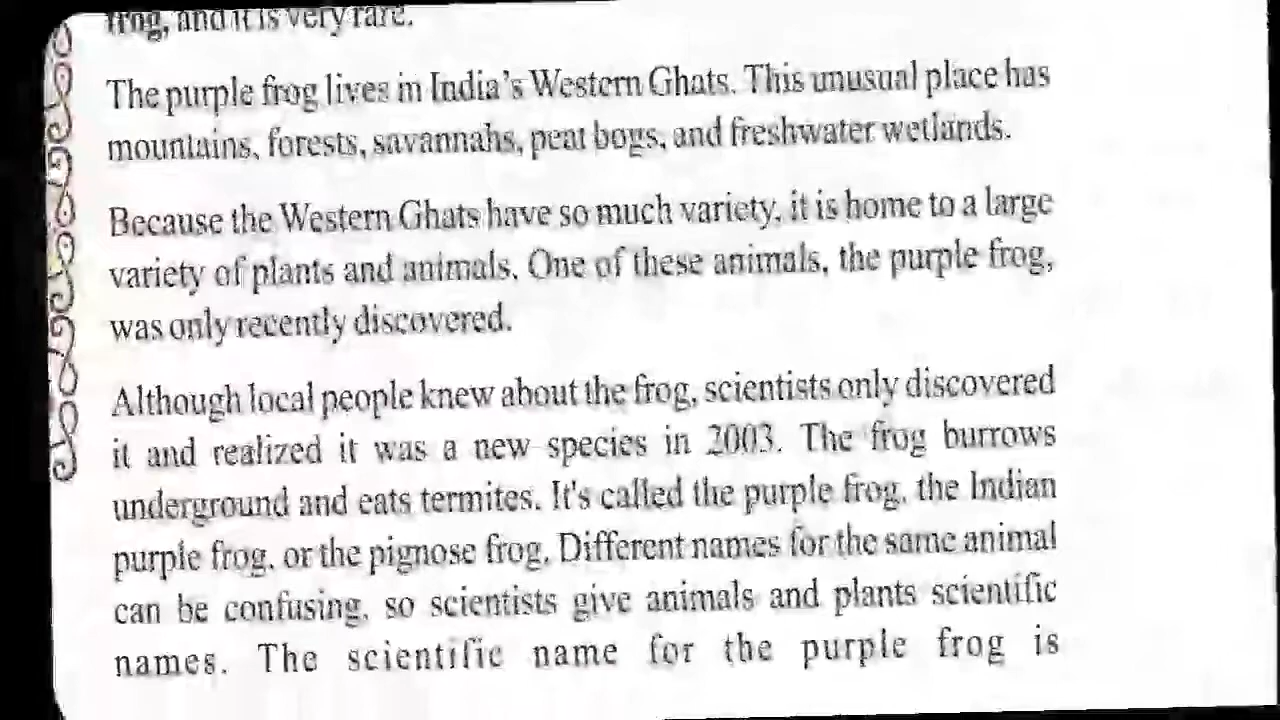 frog, and it is very rare.
The purple frog lives in India's Western Ghats. This unusual place has
mountains, forests, savannahs, peat bogs, and freshwater wetlands.
Because the Western Ghats have so much variety, it is home to a large
variety of plants and animals. One of these animals, the purple frog,
was only recently discovered.
Although local people knew about the frog, scientists only discovered
it and realized it was a new species in 2003. The frog burrows
underground and eats termites. It's called the purple frog, the Indian
purple frog, or the pignose frog. Different names for the same animal
can be confusing, so scientists give animals and plants scientific
names. The scientific name for the purple frog is